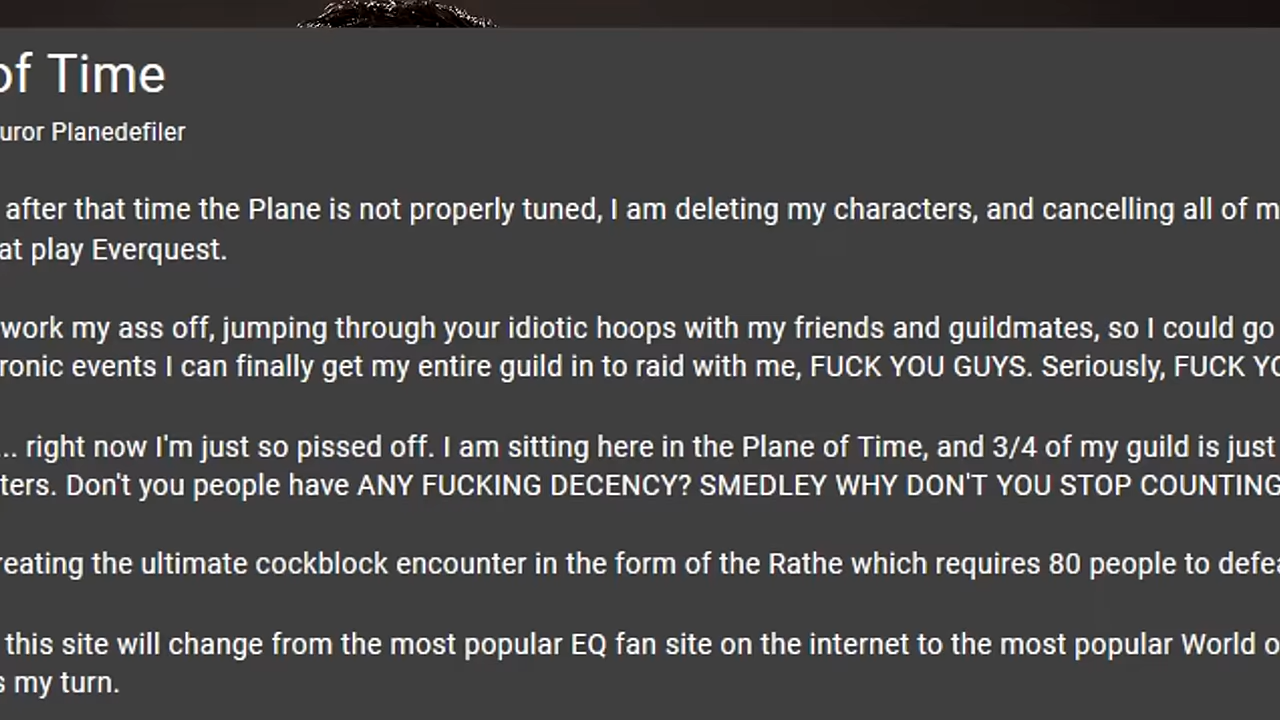 of Time
uror Planedefiler
after that time the Plane is not properly tuned, I am deleting my characters, and cancelling all of m
at play Everquest.
work my ass off, jumping through your idiotic hoops with my friends and guildmates, so I could go
ronic events I can finally get my entire guild in to raid with me, FUCK YOU GUYS. Seriously, FUCK YO
... right now I'm just so pissed off. I am sitting here in the Plane of Time, and 3/4 of my guild is just
ters. Don't you people have ANY FUCKING DECENCY? SMEDLEY WHY DON'T YOU STOP COUNTING
reating the ultimate cockblock encounter in the form of the Rathe which requires 80 people to defea
this site will change from the most popular EQ fan site on the internet to the most popular World o
s my turn.